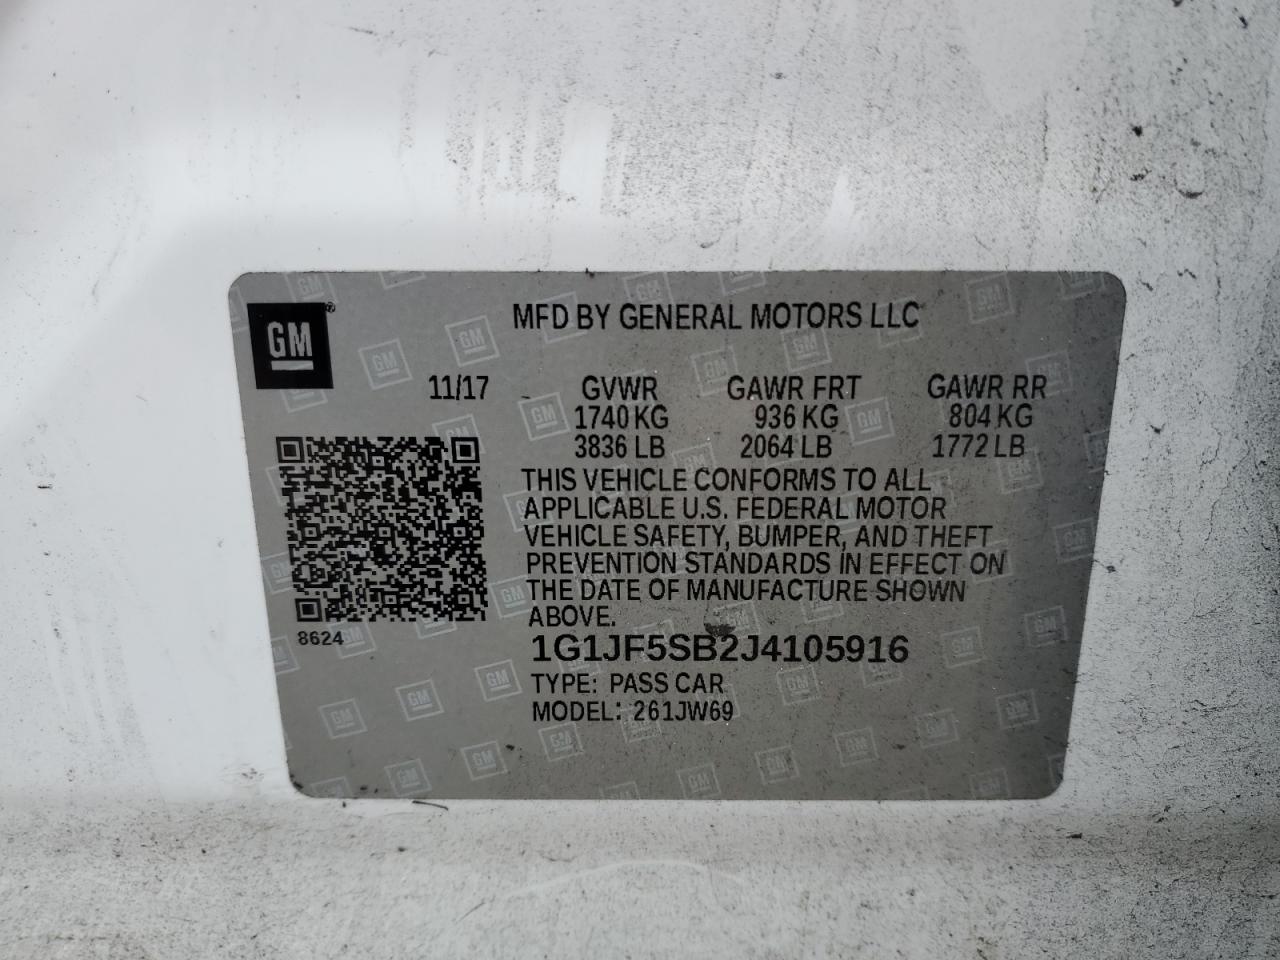 GM®
MFD BY GENERAL MOTORS LLC
11/17 GVWR GAWR FRT GAWR RR
1740 KG 936 KG 804 KG
3836 LB 2064 LB 1772 LB
THIS VEHICLE CONFORMS TO ALL
APPLICABLE U.S. FEDERAL MOTOR
VEHICLE SAFETY, BUMPER, AND THEFT
PREVENTION STANDARDS IN EFFECT ON
THE DATE OF MANUFACTURE SHOWN
ABOVE.
8624
1G1JF5SB2J4105916
TYPE: PASS CAR
MODEL: 261JW69